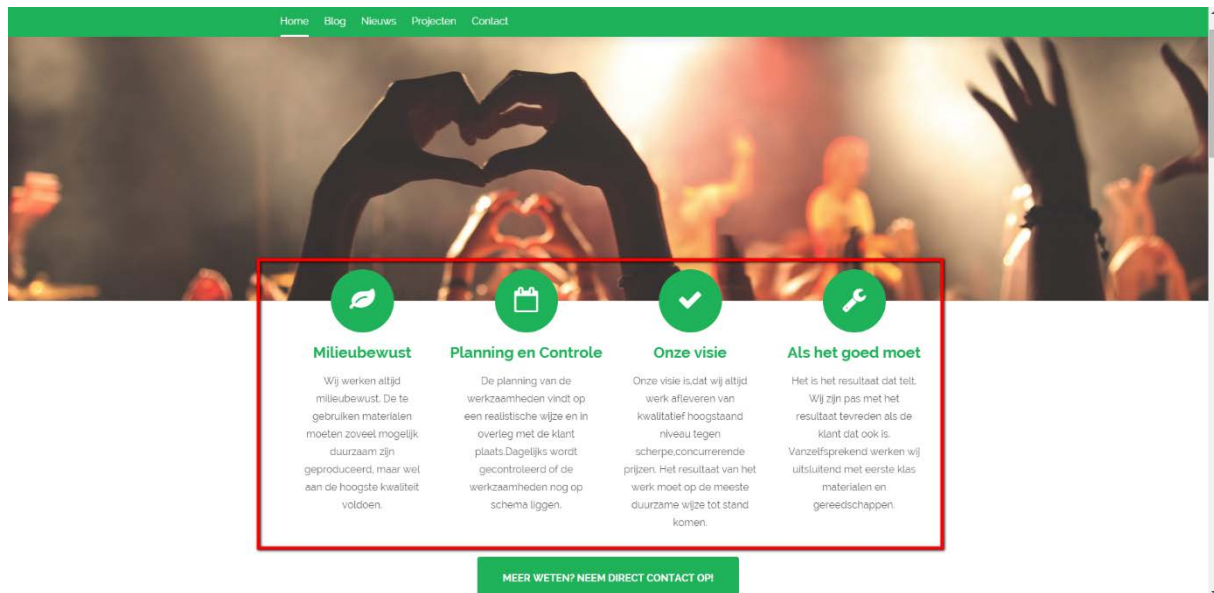 Home Blog Nieuws Projecten Contact
Milieubewust
Wij werken altijd
milieubewust. De te
gebruiken materialen
moeten zoveel mogelijk
duurzaam zijn
geproduceerd, maar wel
aan de hoogste kwaliteit
voldoen.
Planning en Controle
De planning van de
werkzaamheden vindt op
een realistische wijze en in
overleg met de klant
plaats.Dagelijks wordt
gecontroleerd of de
werkzaamheden nog op
schema liggen.
Onze visie
Onze visie is,dat wij altijd
werk afleveren van
kwalitatief hoogstaand
niveau tegen
scherpe,concurrerende
prijzen. Het resultaat van het
werk moet op de meeste
duurzame wijze tot stand
komen.
Als het goed moet
Het is het resultaat dat telt.
Wij zijn pas met het
resultaat tevreden als de
klant dat ook is.
Vanzelfsprekend werken wij
uitsluitend met eerste klas
materialen en
gereedschappen.
MEER WETEN? NEEM DIRECT CONTACT OP!